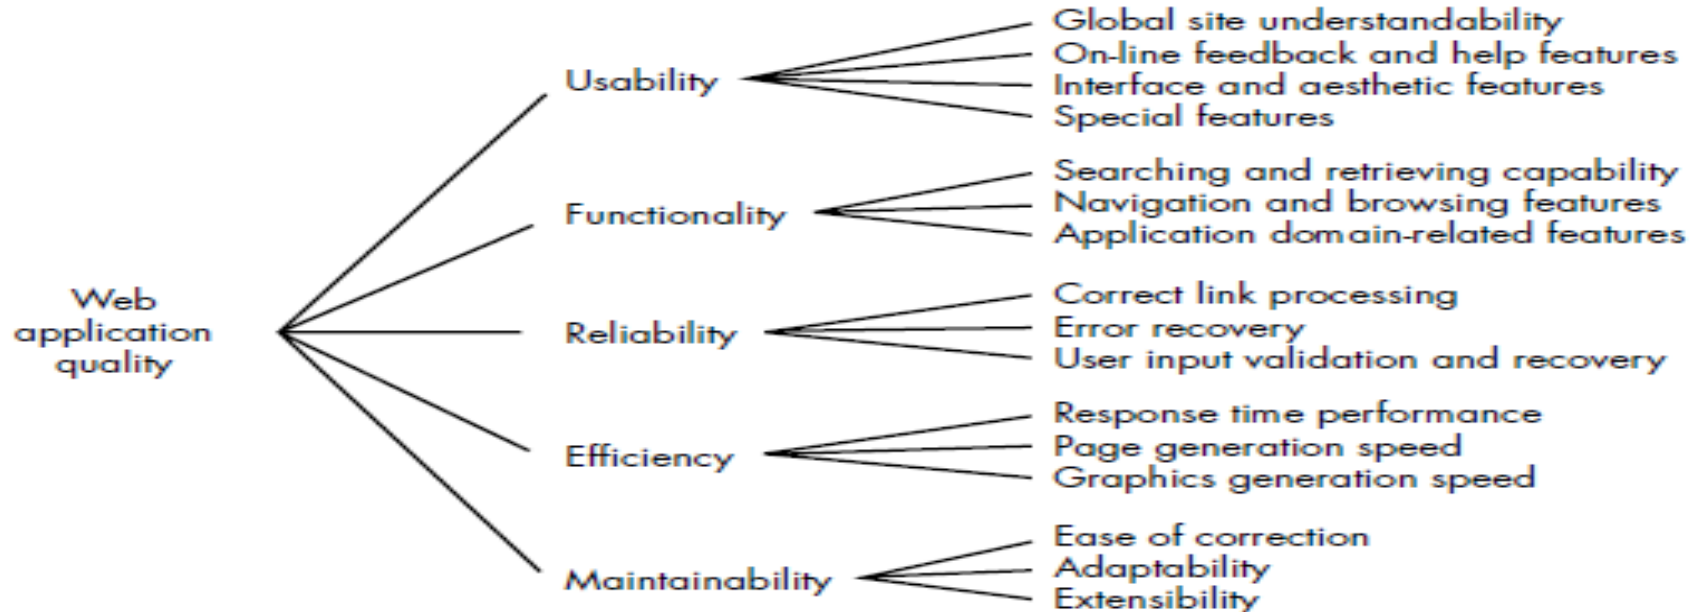 Web
application
quality
Usability
Global site understandability
On-line feedback and help features
Interface and aesthetic features
Special features
Functionality
Searching and retrieving capability
Navigation and browsing features
Application domain-related features
Reliability
Correct link processing
Error recovery
User input validation and recovery
Efficiency
Response time performance
Page generation speed
Graphics generation speed
Maintainability
Ease of correction
Adaptability
Extensibility